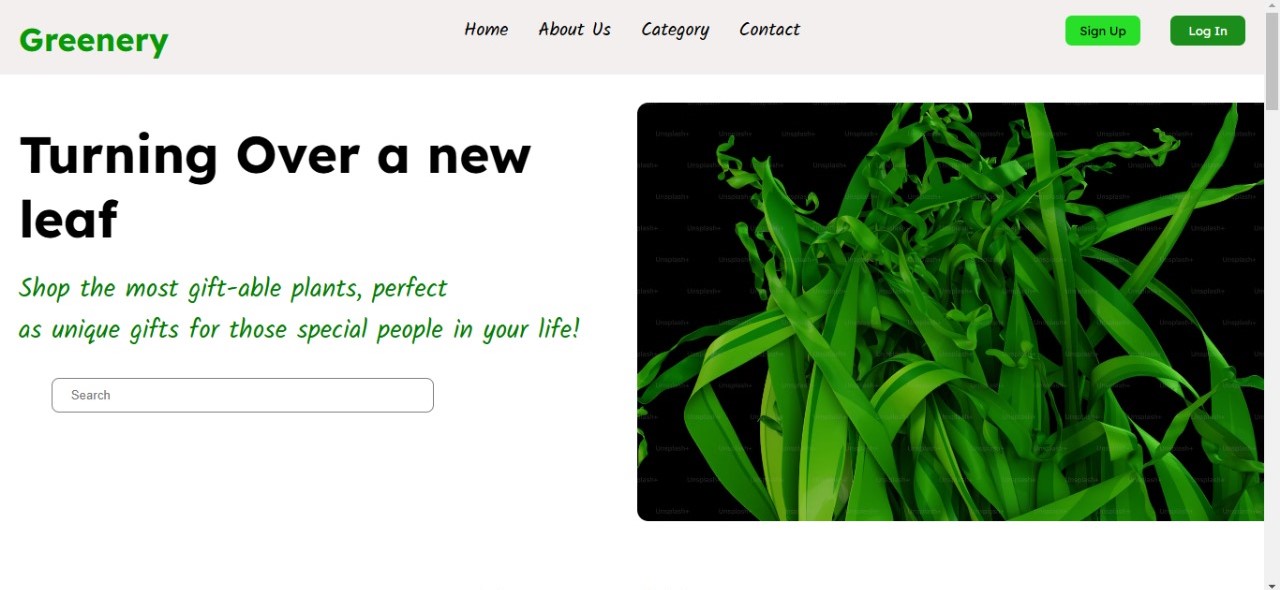 Greenery
Home About Us Category Contact
Sign Up Log In
Turning Over a new
leaf
Shop the most gift-able plants, perfect
as unique gifts for those special people in your life!
Search
Unsplash+